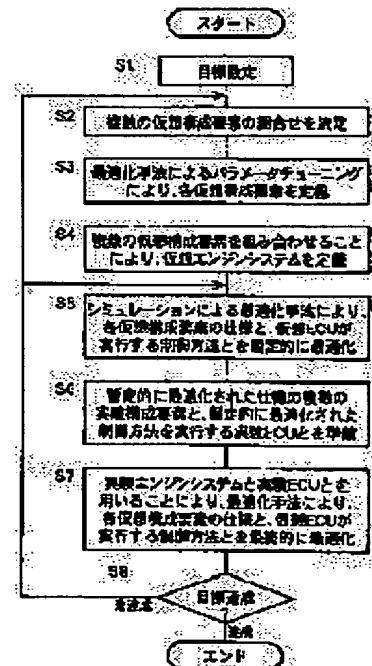 スタート
S1
目標設定
S2
複数の仮想構成要素の組合せを決定
S3
最適化手法によるパラメータチューニング
により、各仮想構成要素を定義
S4
複数の仮想構成要素を組み合わせること
により、仮想エンジンシステムを定義
S5
シミュレーションによる最適化手法により
各仮想構成要素の仕様と、仮想ECUが
実行する制御方法とを暫定的に最適化
S6
暫定的に最適化された仕様の複数の
実験構成要素と、暫定的に最適化された
制御方法を実行する実験ECUとを準備
S7
実験エンジンシステムと実験ECUとを
用いることにより、最適化手法により、
各仮想構成要素の仕様と、仮想ECUが
実行する制御方法とを最終的に最適化
S8
目標達成
未達成
達成
エンド